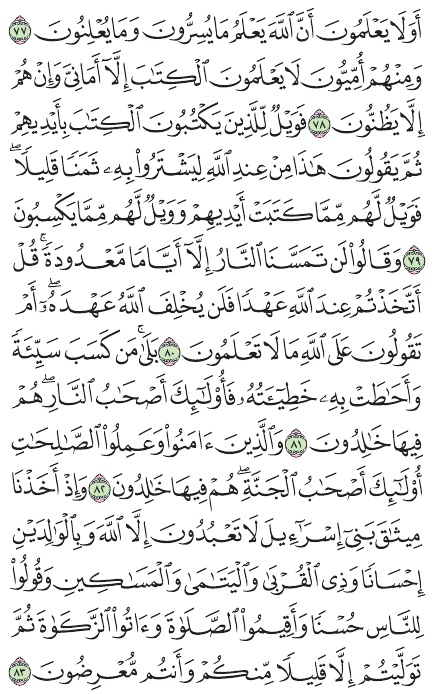 أَوَلَا يَعْلَمُونَ أَنَّ ٱللَّهَ يَعْلَمُ مَا يُسِرُّونَ وَمَا يُعْلِنُونَ ٧٧
وَمِنْهُمْ أُمِّيُّونَ لَا يَعْلَمُونَ ٱلْكِتَـٰبَ إِلَّآ أَمَانِىَّ وَإِنْ هُمْ
إِلَّا يَظُنُّونَ ٧٨ فَوَيْلٌ لِّلَّذِينَ يَكْتُبُونَ ٱلْكِتَـٰبَ بِأَيْدِيهِمْ
ثُمَّ يَقُولُونَ هَـٰذَا مِنْ عِندِ ٱللَّهِ لِيَشْتَرُوا۟ بِهِۦ ثَمَنًا قَلِيلًا ۖ
فَوَيْلٌ لَّهُم مِّمَّا كَتَبَتْ أَيْدِيهِمْ وَوَيْلٌ لَّهُم مِّمَّا يَكْسِبُونَ
٧٩ وَقَالُوا۟ لَن تَمَسَّنَا ٱلنَّارُ إِلَّآ أَيَّامًا مَّعْدُودَةً ۚ قُلْ
أَتَّخَذْتُمْ عِندَ ٱللَّهِ عَهْدًا فَلَن يُخْلِفَ ٱللَّهُ عَهْدَهُۥٓ ۖ أَمْ
تَقُولُونَ عَلَى ٱللَّهِ مَا لَا تَعْلَمُونَ ٨٠ بَلَىٰ ۚ مَن كَسَبَ سَيِّئَةً
وَأَحَـٰطَتْ بِهِۦ خَطِيٓـَٔتُهُۥ فَأُو۟لَـٰٓئِكَ أَصْحَـٰبُ ٱلنَّارِ ۖ هُمْ
فِيهَا خَـٰلِدُونَ ٨١ وَٱلَّذِينَ ءَامَنُوا۟ وَعَمِلُوا۟ ٱلصَّـٰلِحَـٰتِ
أُو۟لَـٰٓئِكَ أَصْحَـٰبُ ٱلْجَنَّةِ ۖ هُمْ فِيهَا خَـٰلِدُونَ ٨٢ وَإِذْ أَخَذْنَا
مِيثَـٰقَ بَنِىٓ إِسْرَٰٓءِيلَ لَا تَعْبُدُونَ إِلَّا ٱللَّهَ وَبِٱلْوَٰلِدَيْنِ
إِحْسَانًا وَذِى ٱلْقُرْبَىٰ وَٱلْيَتَـٰمَىٰ وَٱلْمَسَـٰكِينِ وَقُولُوا۟
لِلنَّاسِ حُسْنًا وَأَقِيمُوا۟ ٱلصَّلَوٰةَ وَءَاتُوا۟ ٱلزَّكَوٰةَ ثُمَّ
تَوَلَّيْتُمْ إِلَّا قَلِيلًا مِّنكُمْ وَأَنتُم مُّعْرِضُونَ ٨٣